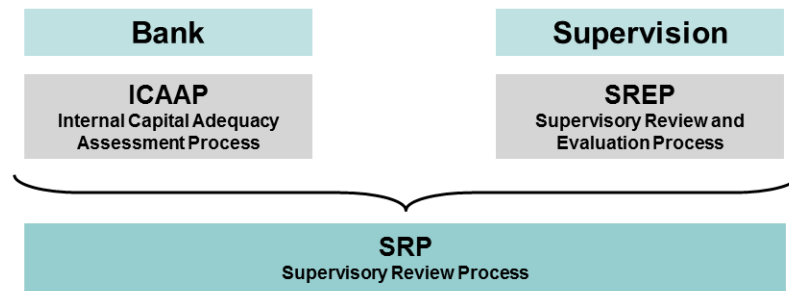 Bank
Supervision
ICAAP
Internal Capital Adequacy
Assessment Process
SREP
Supervisory Review and
Evaluation Process
SRP
Supervisory Review Process